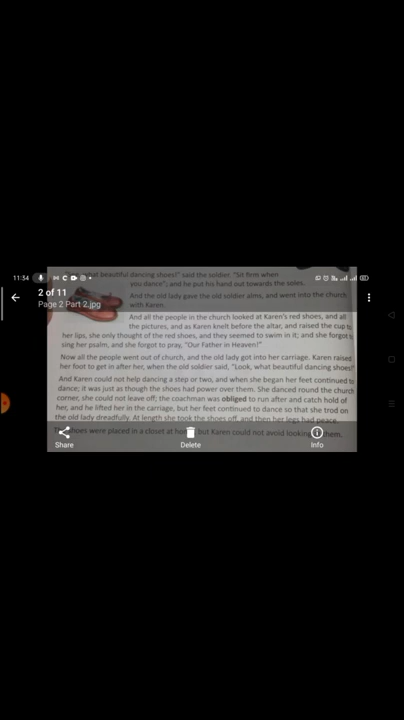 11:34
2 of 11
Page 2 Part 2.jpg
what beautiful dancing shoes!" said the soldier. "Sit firm when
you dance"; and he put his hand out towards the soles.
And the old lady gave the old soldier alms, and went into the church
with Karen.
And all the people in the church looked at Karen's red shoes, and all
the pictures, and as Karen knelt before the altar, and raised the cup to
her lips, she only thought of the red shoes, and they seemed to swim in it; and she forgot
sing her psalm, and she forgot to pray, "Our Father in Heaven!"
Now all the people went out of church, and the old lady got into her carriage. Karen raised
her foot to get in after her, when the old soldier said, "Look, what beautiful dancing shoes!"
And Karen could not help dancing a step or two, and when she began her feet continued to
dance; it was just as though the shoes had power over them. She danced round the church
corner, she could not leave off; the coachman was obliged to run after and catch hold of
her, and he lifted her in the carriage, but her feet continued to dance so that she trod on
the old lady dreadfully. At length she took the shoes off, and then her legs had peace.
shoes were placed in a closet at but Karen could not avoid looking them.
Share
Delete
Info